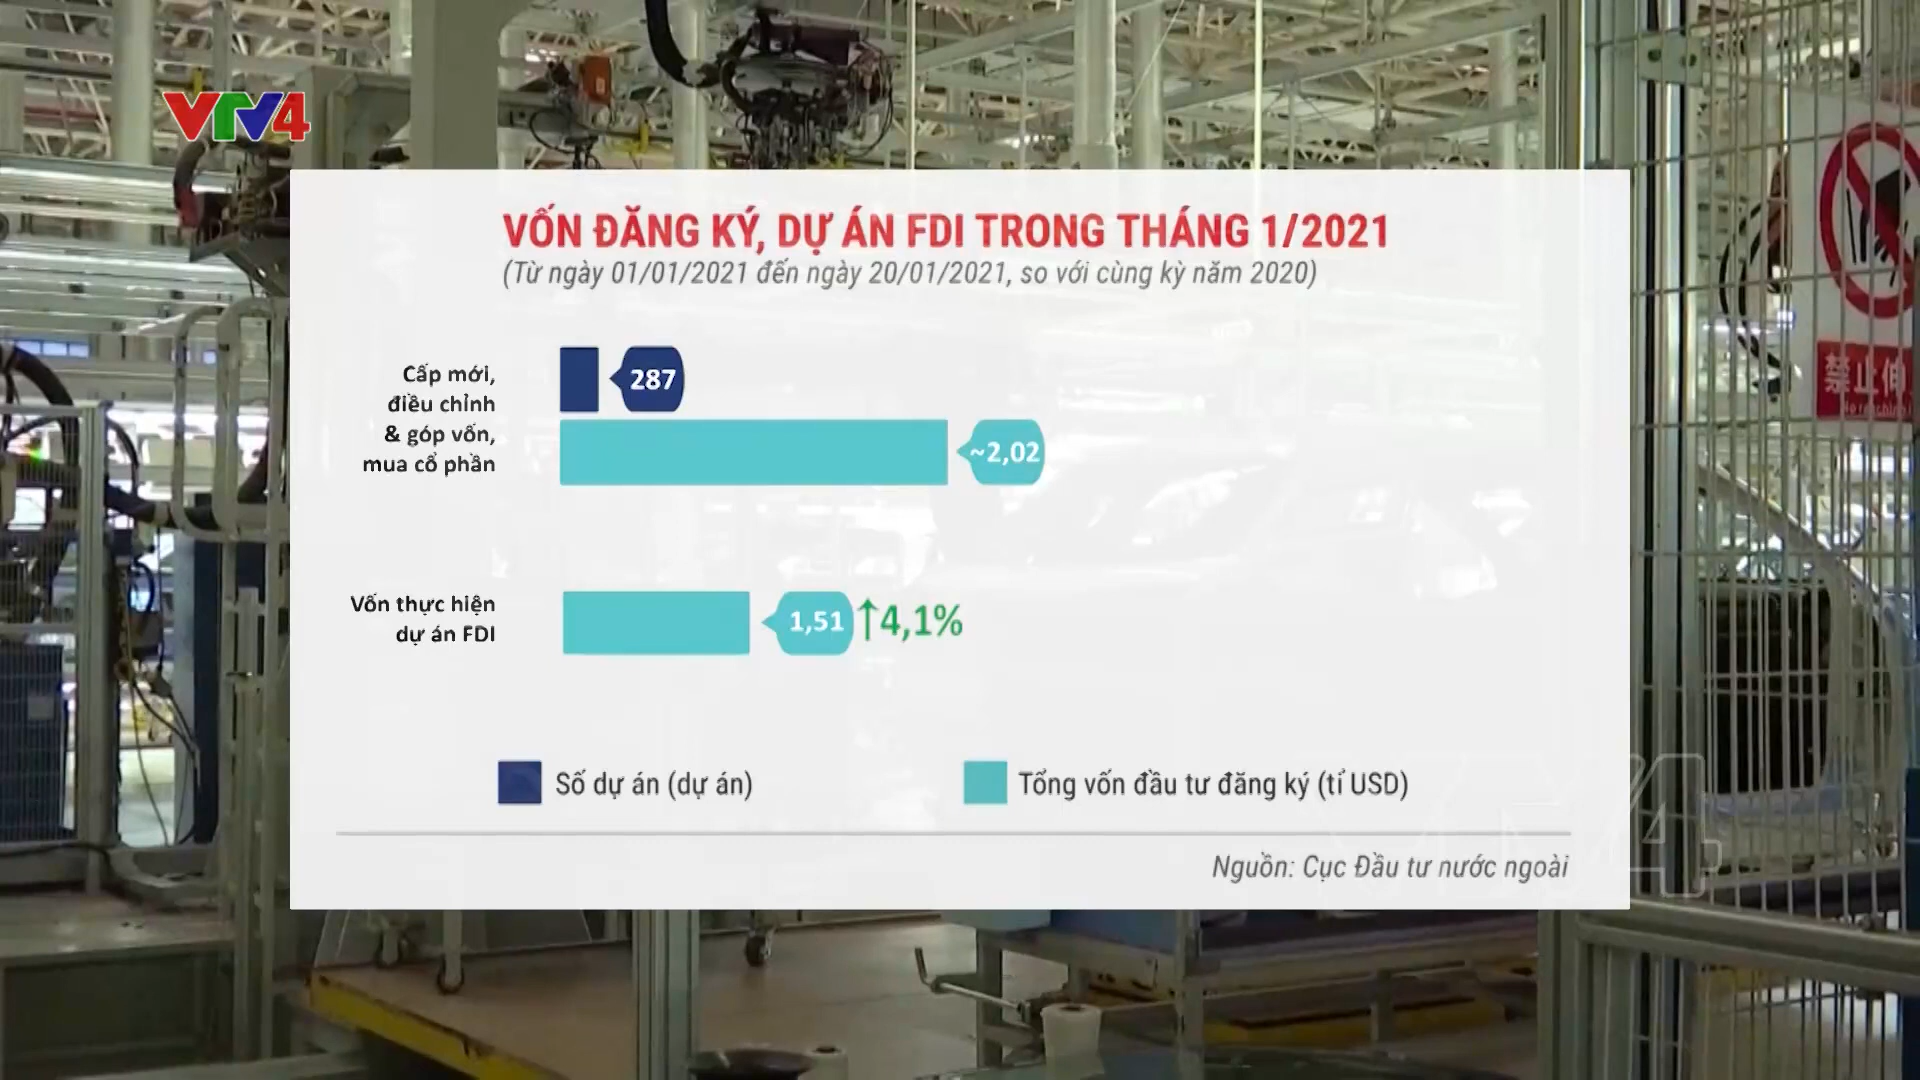 VTV4
VỐN ĐĂNG KÝ, DỰ ÁN FDI TRONG THÁNG 1/2021
(Từ ngày 01/01/2021 đến ngày 20/01/2021, so với cùng kỳ năm 2020)
Cấp mới,
điều chỉnh
& góp vốn,
mua cổ phần
287
~2,02
Vốn thực hiện
dự án FDI
1,51
↑4,1%
Số dự án (dự án)
Tổng vốn đầu tư đăng ký (tỉ USD)
Nguồn: Cục Đầu tư nước ngoài
禁止伸